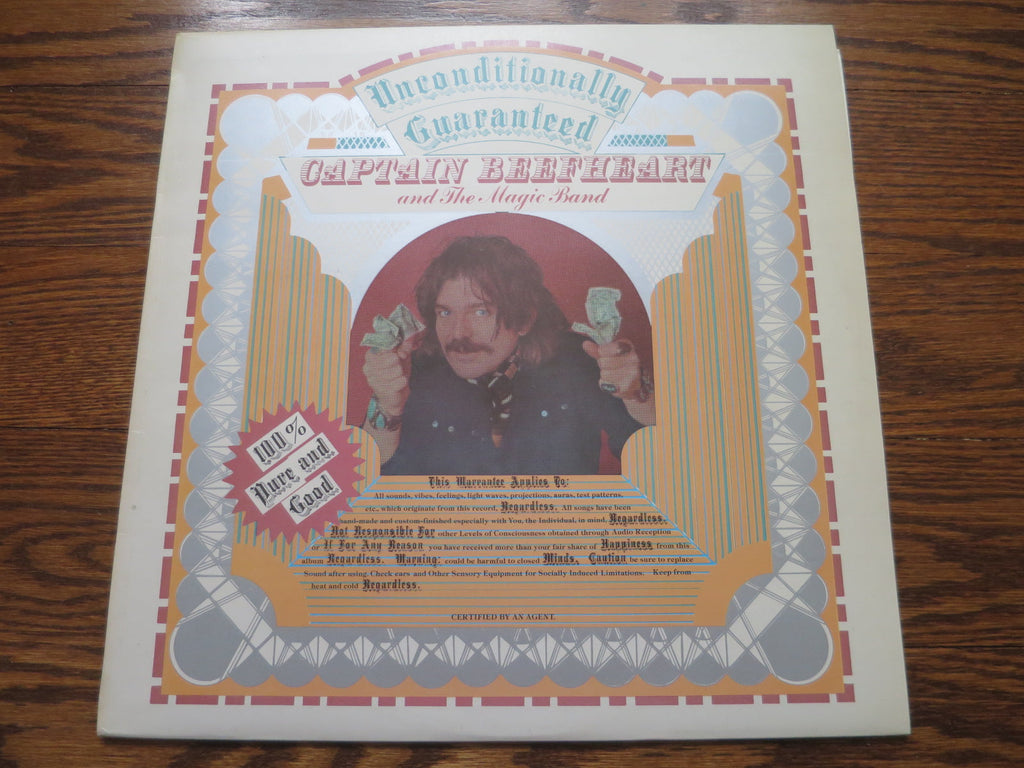 Unconditionally
Guaranteed
CAPTAIN BEEFHEART
and The Magic Band
100%
Pure and
Good
This Warrantee Applies To:
All sounds, vibes, feelings, light waves, projections, auras, test patterns,
etc., which originate from this record, Regardless. All songs have been
hand-made and custom-finished especially with You, the Individual, in mind, Regardless.
Not Responsible For other Levels of Consciousness obtained through Audio Reception
or If For Any Reason you have received more than your fair share of Happiness from this
album Regardless. Warning: could be harmful to closed Minds. Caution be sure to replace
Sound after using. Check ears and Other Sensory Equipment for Socially Induced Limitations. Keep from
heat and cold Regardless.
CERTIFIED BY AN AGENT.